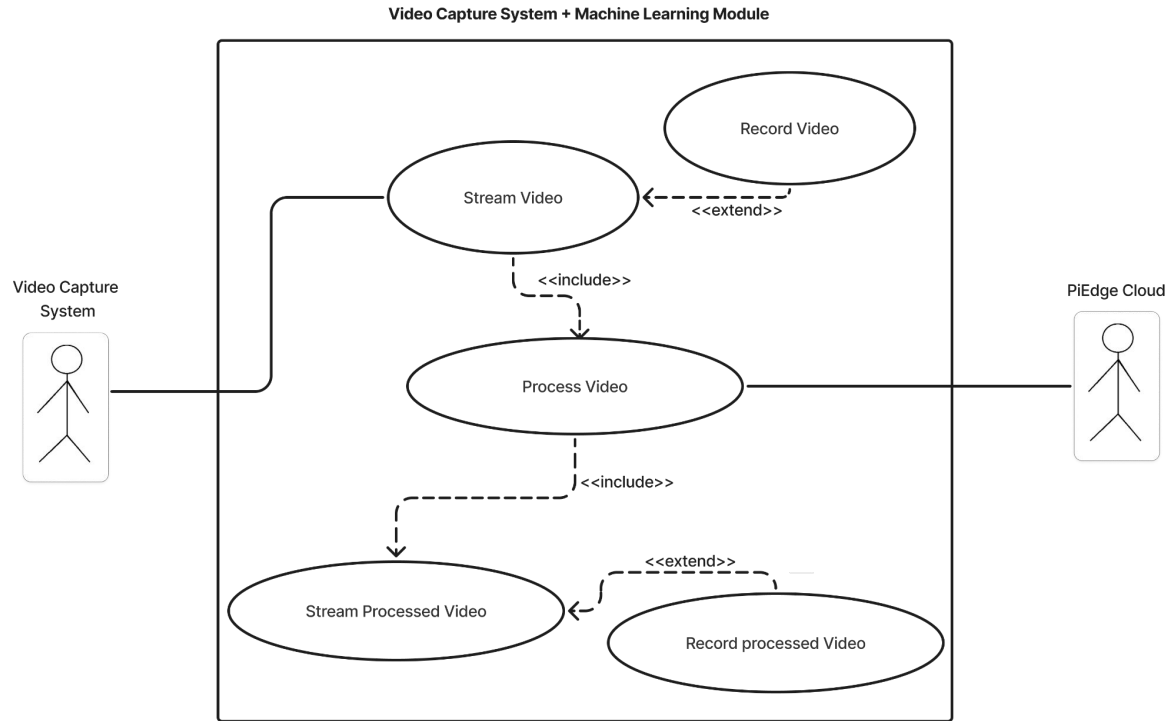 Video Capture System + Machine Learning Module
Record Video
Stream Video
<<extend>>
<<include>>
Video Capture
System
PiEdge Cloud
Process Video
<<include>>
<<extend>>
Stream Processed Video
Record processed Video